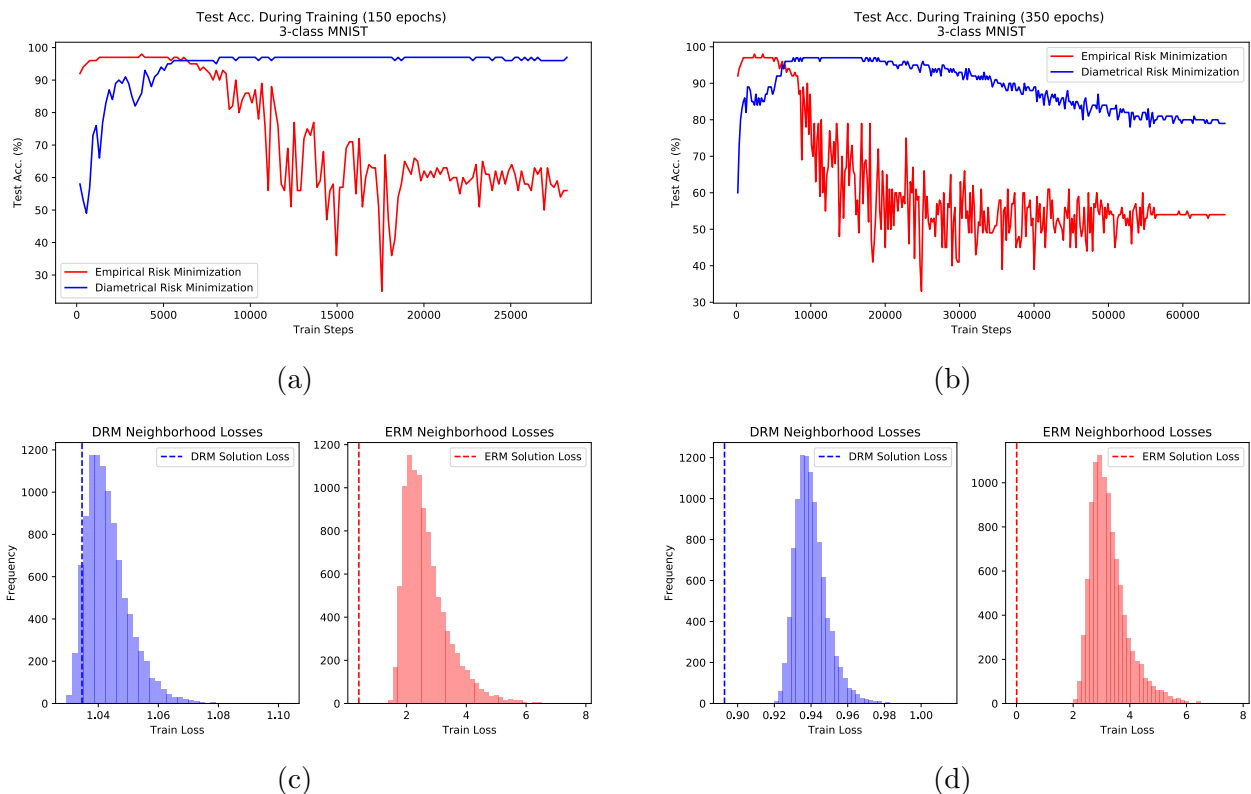 Test Acc. During Training (150 epochs)
3-class MNIST
Test Acc. (%)
100
90
80
70
60
50
40
30
Empirical Risk Minimization
Diametrical Risk Minimization
0 5000 10000 15000 20000 25000
Train Steps
(a)
Test Acc. During Training (350 epochs)
3-class MNIST
Test Acc. (%)
100
90
80
70
60
50
40
30
Empirical Risk Minimization
Diametrical Risk Minimization
0 10000 20000 30000 40000 50000 60000
Train Steps
(b)
DRM Neighborhood Losses
Frequency
1200
1000
800
600
400
200
0
DRM Solution Loss
1.04 1.06 1.08 1.10
Train Loss
ERM Neighborhood Losses
1200
1000
800
600
400
200
0
ERM Solution Loss
2 4 6 8
Train Loss
(c)
DRM Neighborhood Losses
Frequency
1200
1000
800
600
400
200
0
DRM Solution Loss
0.90 0.92 0.94 0.96 0.98 1.00
Train Loss
ERM Neighborhood Losses
1000
800
600
400
200
0
ERM Solution Loss
0 2 4 6 8
Train Loss
(d)